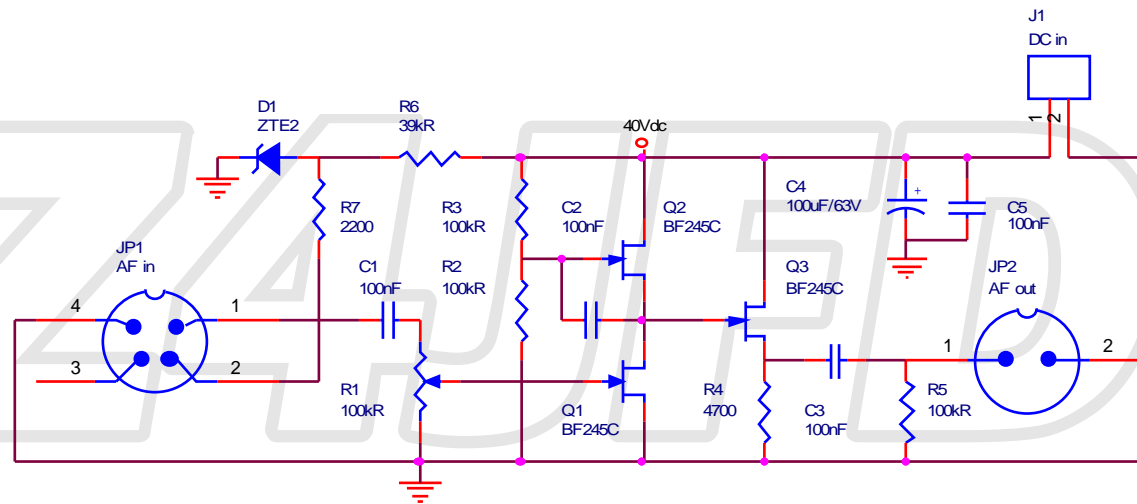 J1
DC in
1
2
D1
ZTE2
R6
39kR
40Vdc
R7
2200
R3
100kR
C2
100nF
Q2
BF245C
C4
100uF/63V
+
C5
100nF
JP1
AF in
C1
100nF
R2
100kR
Q3
BF245C
JP2
AF out
4
1
3
2
R1
100kR
Q1
BF245C
R4
4700
C3
100nF
1
2
R5
100kR
Z4JFD